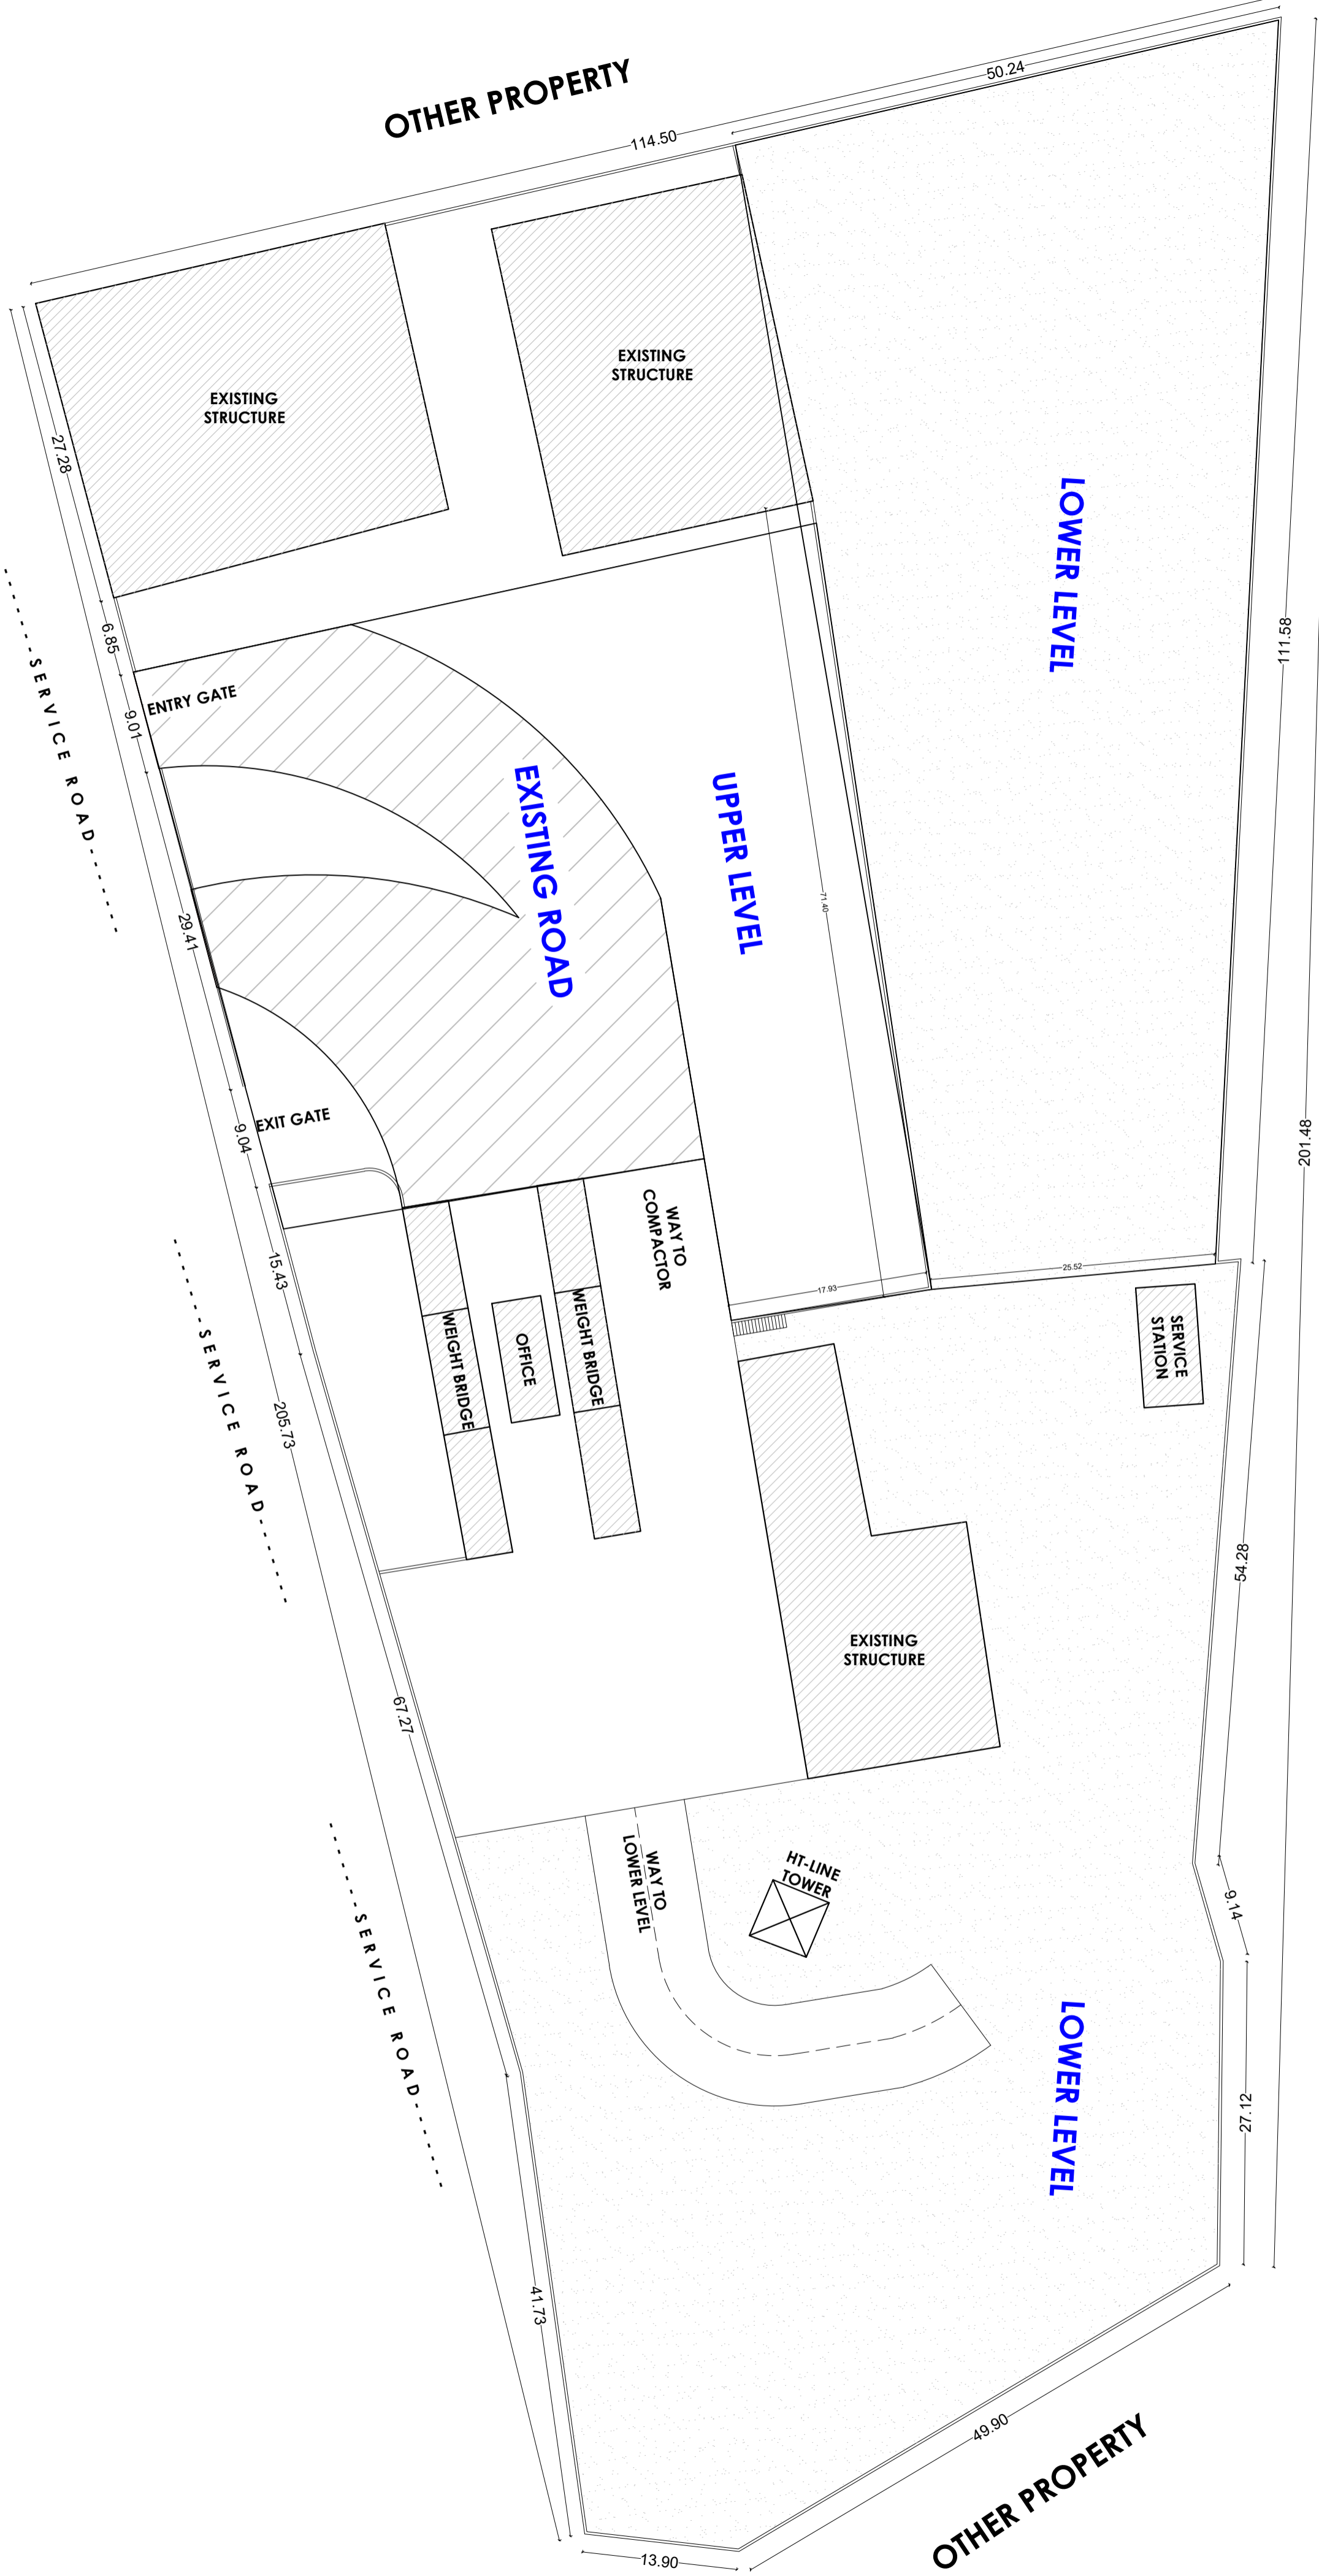 50.24
OTHER PROPERTY
114.50
EXISTING
STRUCTURE
EXISTING
STRUCTURE
27.28
LOWER LEVEL
111.58
6.85
ENTRY GATE
9.01
-----SERVICE ROAD------
EXISTING ROAD
UPPER LEVEL
71.40
29.41
201.48
EXIT GATE
9.04
WAY TO
COMPACTOR
15.43
17.93
25.52
WEIGHT BRIDGE
OFFICE
WEIGHT BRIDGE
SERVICE
STATION
-----SERVICE ROAD------
205.73
54.28
EXISTING
STRUCTURE
67.27
WAY TO
LOWER LEVEL
HT-LINE
TOWER
9.14
-----SERVICE ROAD------
LOWER LEVEL
27.12
41.73
49.90
OTHER PROPERTY
13.90